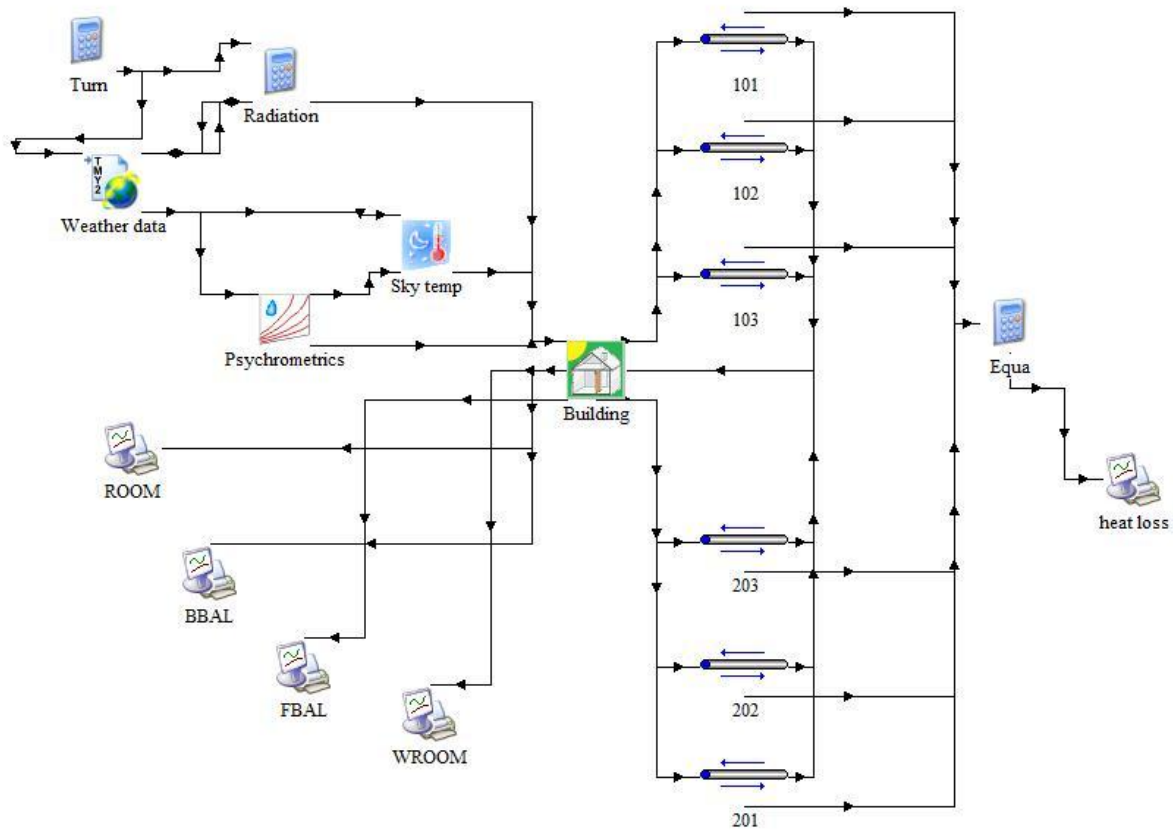 Turn
Radiation
TMY2
Weather data
Sky temp
Psychrometrics
Building
ROOM
BBAL
FBAL
WROOM
101
102
103
203
202
201
Equa
heat loss